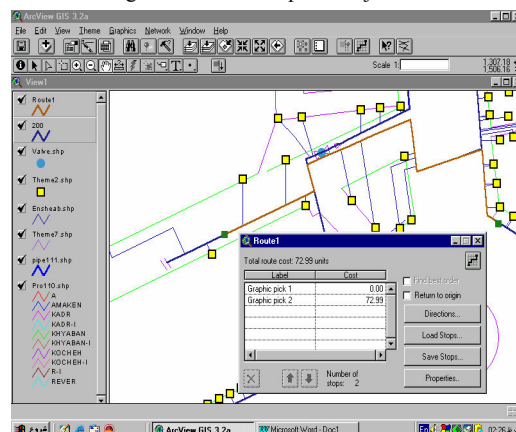 ArcView GIS 3.2a
File Edit View Theme Graphics Network Window Help
Scale 1:
1,307.18
1,506.16
View1
Route1
200
Valve.shp
Theme2.shp
Ensheab.shp
Theme7.shp
pipe111.shp
Pro110.shp
A
AMAKEN
KADR
KADR-I
KHYABAN
KHYABAN-I
KOCHEH
KOCHEH-I
R-I
REVER
Route1
Total route cost: 72.99 units
Label Cost
Graphic pick 1 0.00
Graphic pick 2 72.99
Find best order
Return to origin
Directions...
Load Stops...
Save Stops...
Properties..
Number of
stops: 2
ArcView GIS 3.2a
Microsoft Word - Doc1
En
02:26